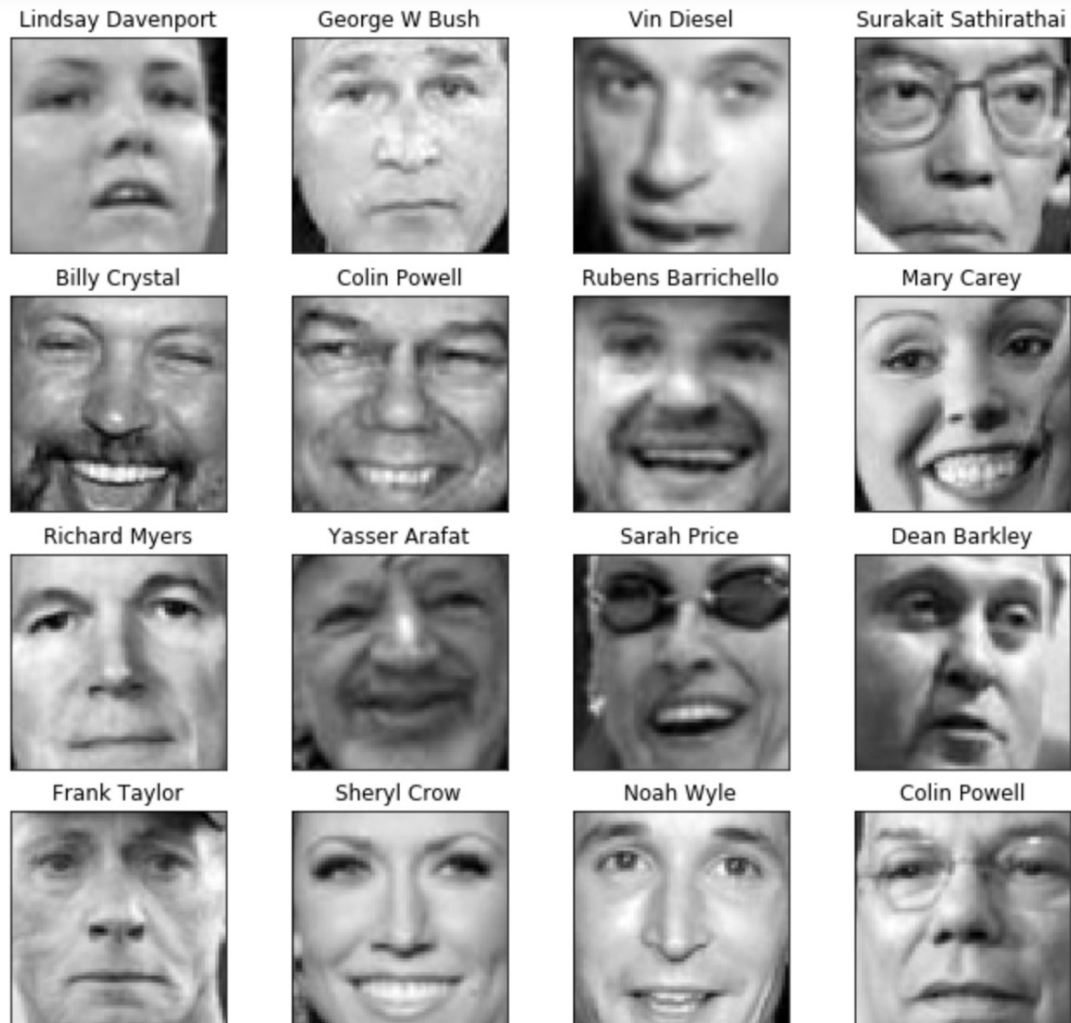 Lindsay Davenport
George W Bush
Vin Diesel
Surakait Sathirathai
Billy Crystal
Colin Powell
Rubens Barrichello
Mary Carey
Richard Myers
Yasser Arafat
Sarah Price
Dean Barkley
Frank Taylor
Sheryl Crow
Noah Wyle
Colin Powell